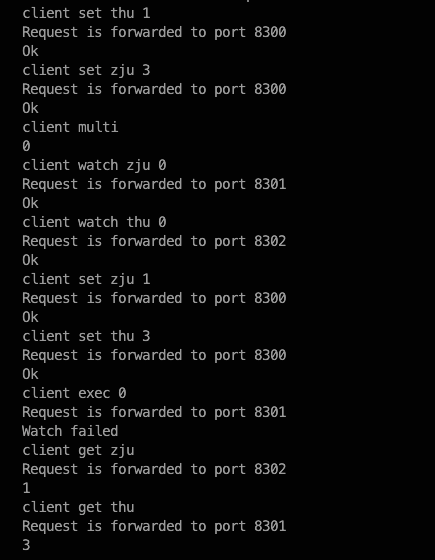 client set thu 1
Request is forwarded to port 8300
Ok
client set zju 3
Request is forwarded to port 8300
Ok
client multi
0
client watch zju 0
Request is forwarded to port 8301
Ok
client watch thu 0
Request is forwarded to port 8302
Ok
client set zju 1
Request is forwarded to port 8300
Ok
client set thu 3
Request is forwarded to port 8300
Ok
client exec 0
Request is forwarded to port 8301
Watch failed
client get zju
Request is forwarded to port 8302
1
client get thu
Request is forwarded to port 8301
3